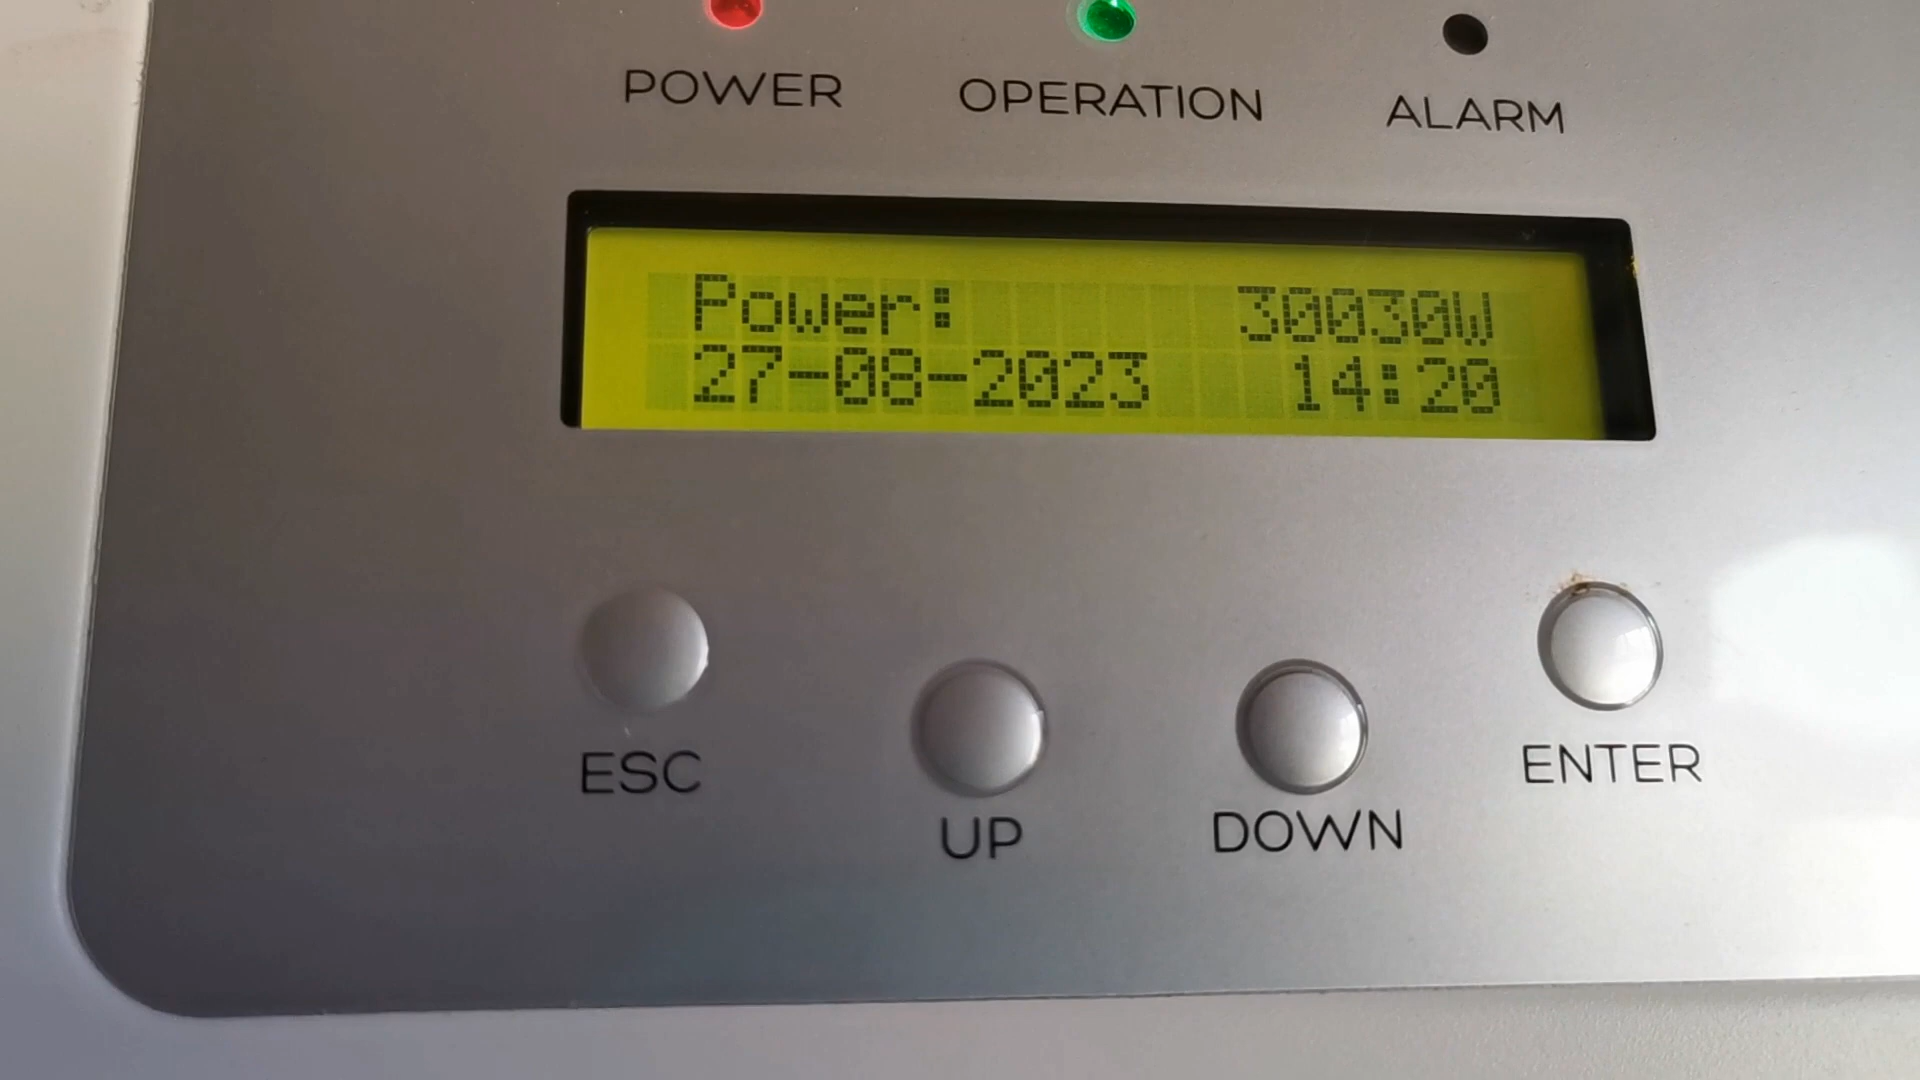 POWER OPERATION ALARM
Power: 30030W
27-08-2023 14:20
ESC UP DOWN ENTER